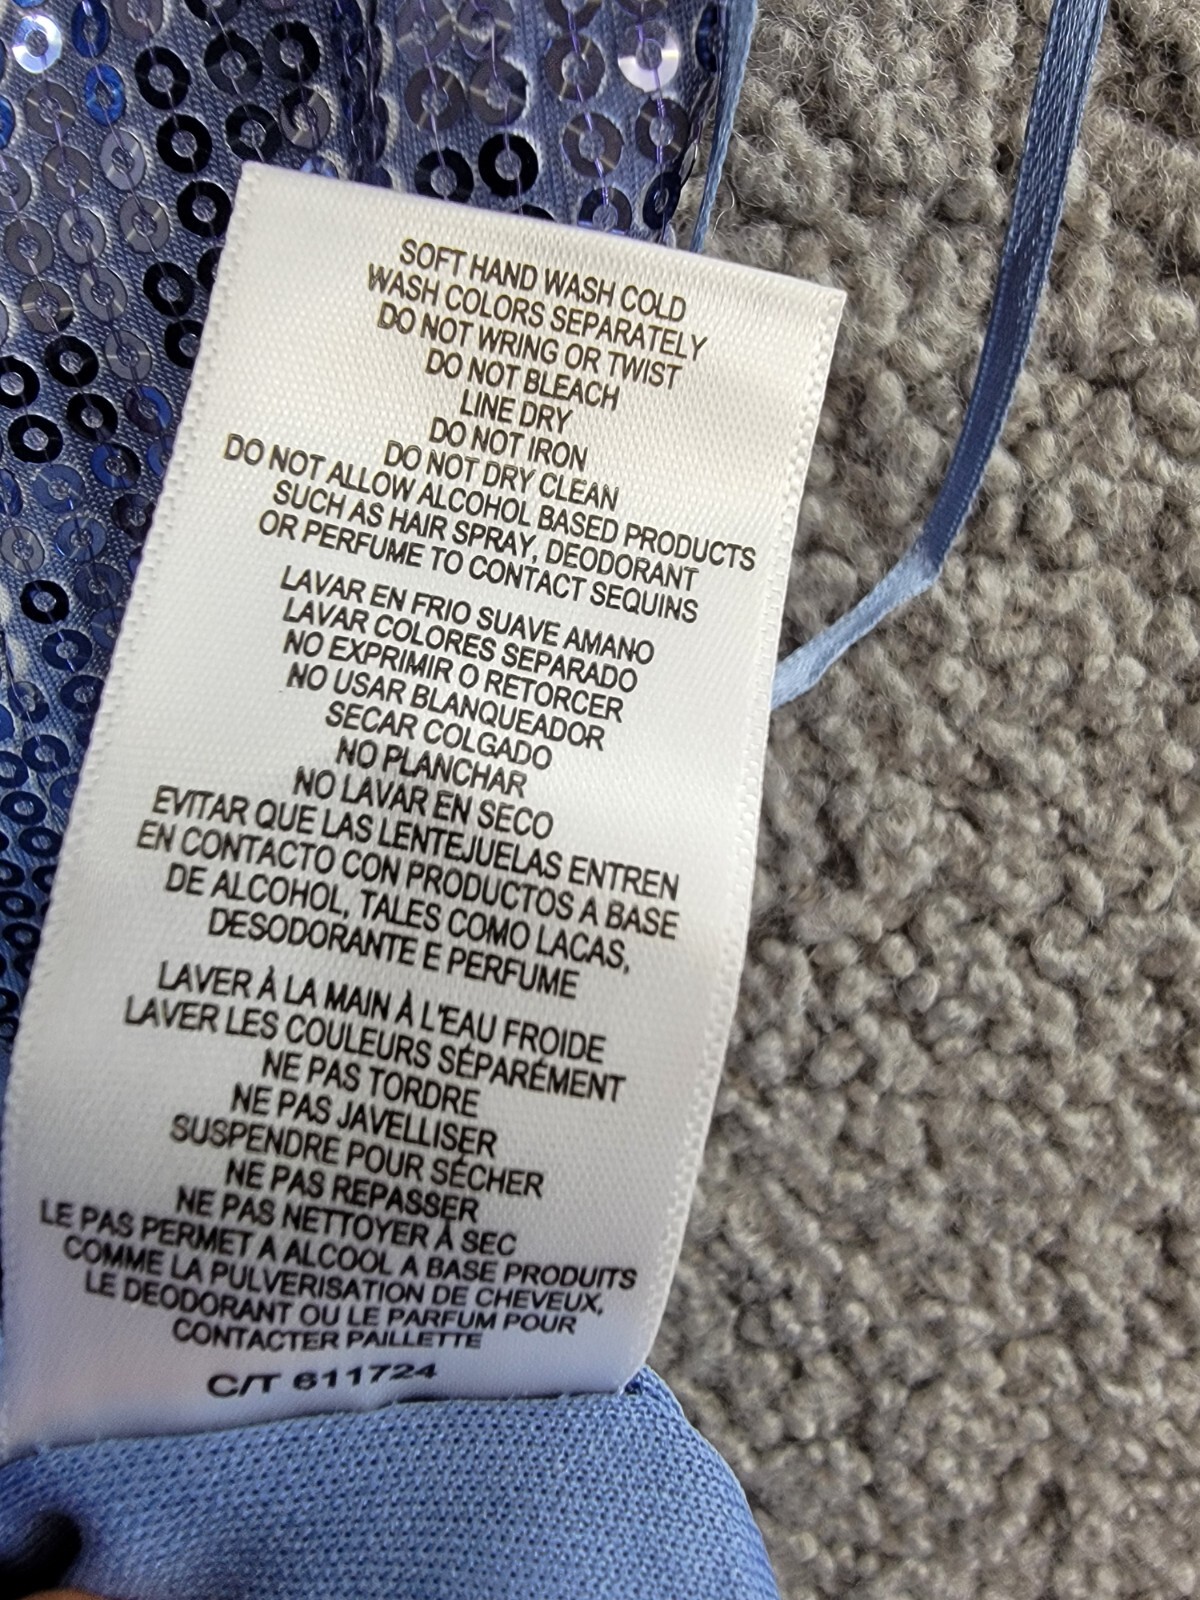 SOFT HAND WASH COLD
WASH COLORS SEPARATELY
DO NOT WRING OR TWIST
DO NOT BLEACH
LINE DRY
DO NOT IRON
DO NOT DRY CLEAN
DO NOT ALLOW ALCOHOL BASED PRODUCTS
SUCH AS HAIR SPRAY, DEODORANT
OR PERFUME TO CONTACT SEQUINS
LAVAR EN FRIO SUAVE AMANO
LAVAR COLORES SEPARADO
NO EXPRIMIR O RETORCER
NO USAR BLANQUEADOR
SECAR COLGADO
NO PLANCHAR
NO LAVAR EN SECO
EVITAR QUE LAS LENTEJUELAS ENTREN
EN CONTACTO CON PRODUCTOS A BASE
DE ALCOHOL, TALES COMO LACAS,
DESODORANTE E PERFUME
LAVER À LA MAIN À L'EAU FROIDE
LAVER LES COULEURS SÉPARÉMENT
NE PAS TORDRE
NE PAS JAVELLISER
SUSPENDRE POUR SÉCHER
NE PAS REPASSER
NE PAS NETTOYER À SEC
LE PAS PERMET A ALCOOL A BASE PRODUITS
COMME LA PULVERISATION DE CHEVEUX,
LE DEODORANT OU LE PARFUM POUR
CONTACTER PAILLETTE
C/T 611724